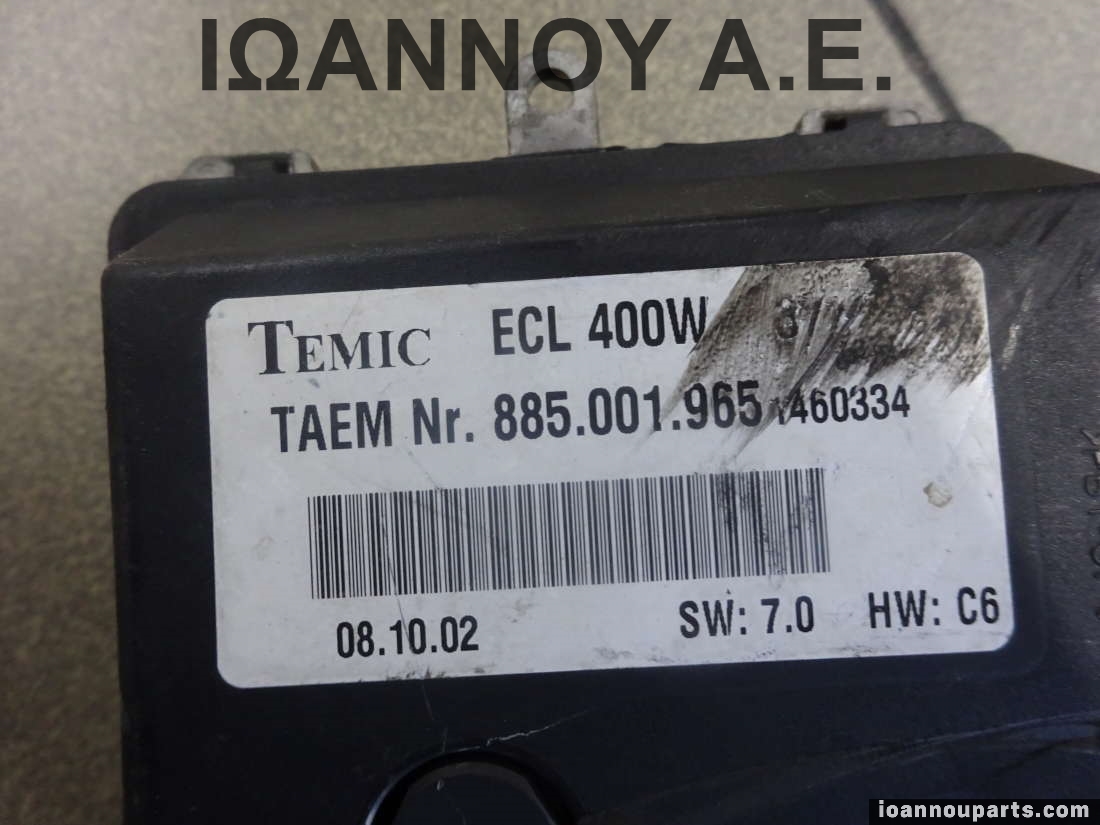 ΙΩΑΝΝΟΥ Α.Ε.
TEMIC ECL 400W
TAEM Nr. 885.001.965 1460334
08.10.02 SW: 7.0 HW: C6
ioannouparts.com